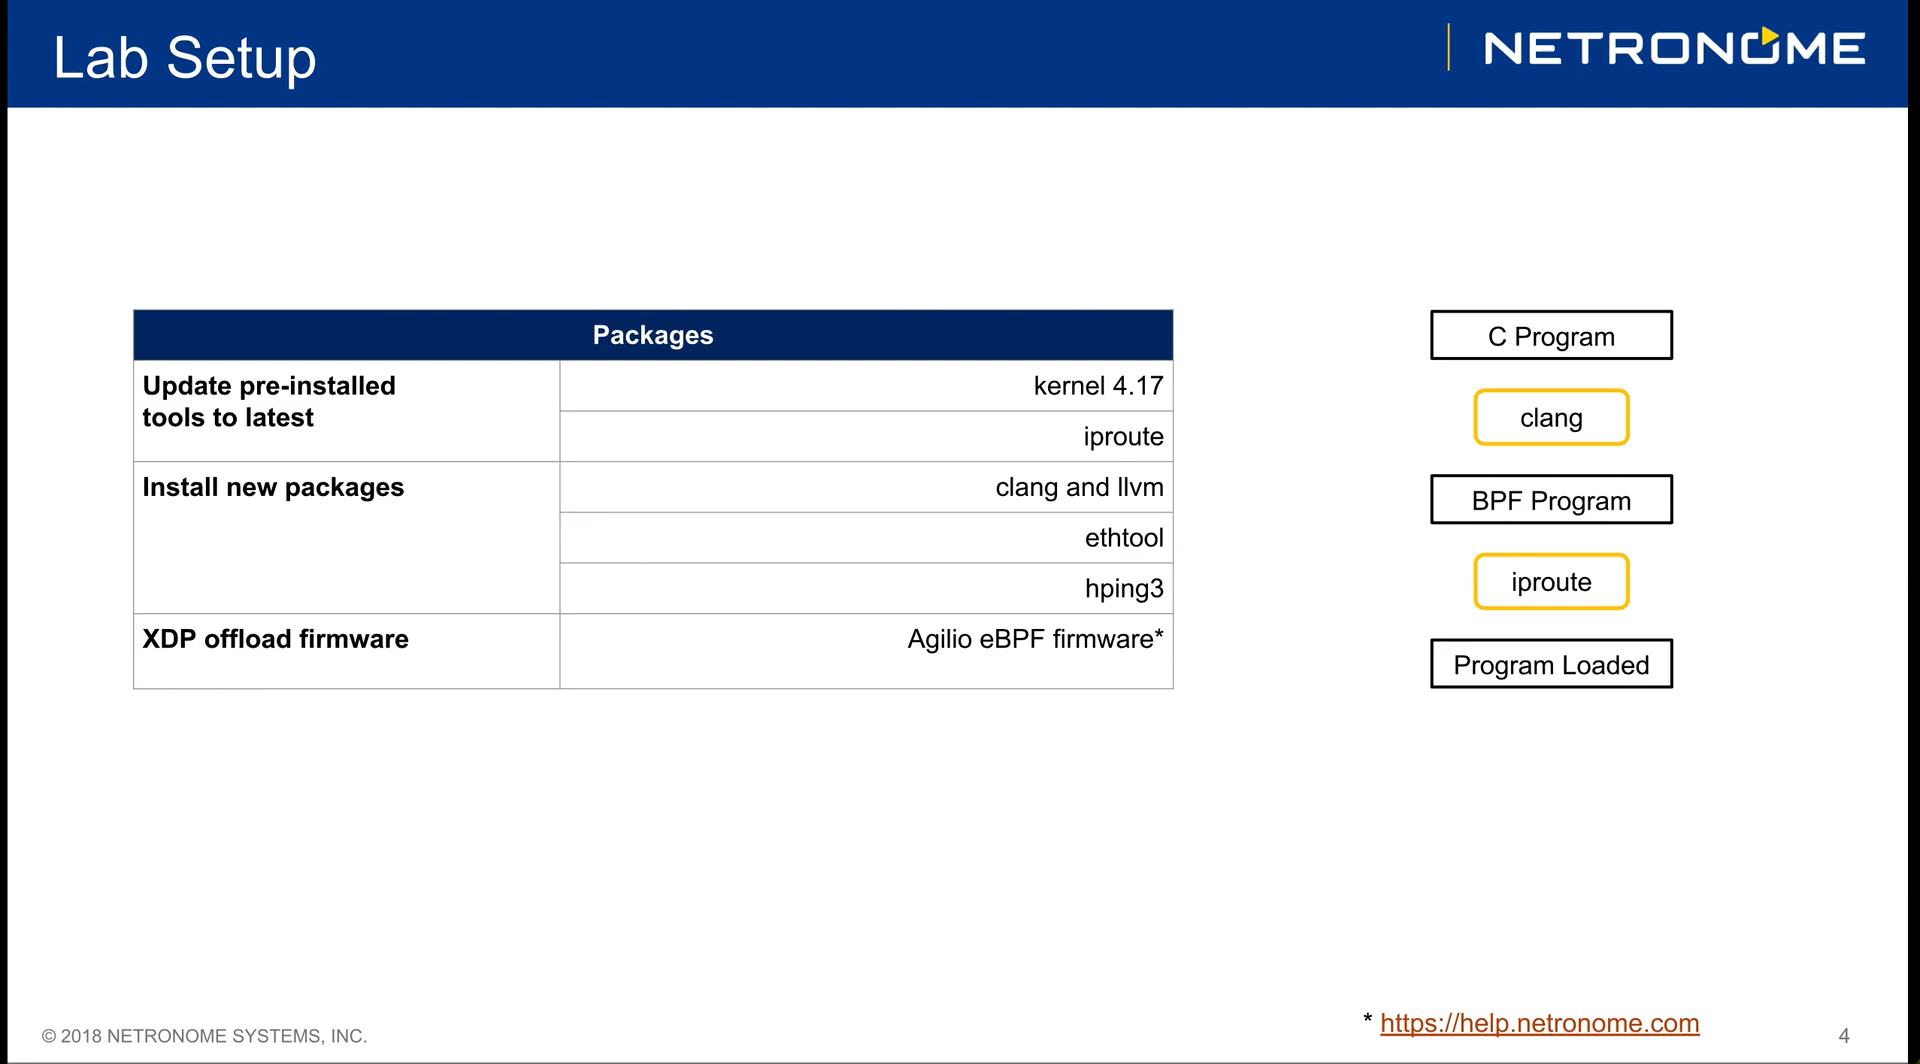 Lab Setup
NETRONOME
Packages
Update pre-installed
tools to latest
kernel 4.17
iproute
Install new packages
clang and llvm
ethtool
hping3
XDP offload firmware
Agilio eBPF firmware*
C Program
clang
BPF Program
iproute
Program Loaded
* https://help.netronome.com
© 2018 NETRONOME SYSTEMS, INC.
4